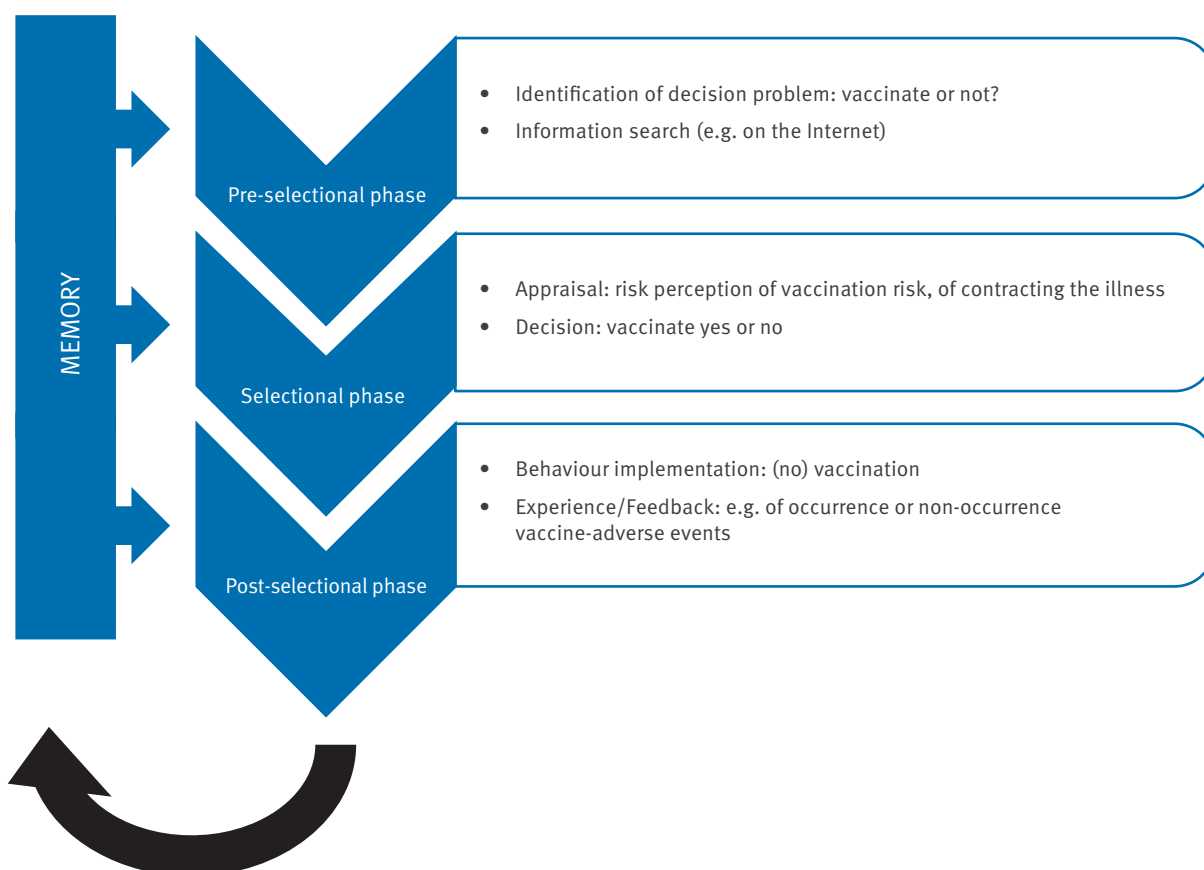 MEMORY
Pre-selectional phase
• Identification of decision problem: vaccinate or not?
• Information search (e.g. on the Internet)
Selectional phase
• Appraisal: risk perception of vaccination risk, of contracting the illness
• Decision: vaccinate yes or no
Post-selectional phase
• Behaviour implementation: (no) vaccination
• Experience/Feedback: e.g. of occurrence or non-occurrence
vaccine-adverse events